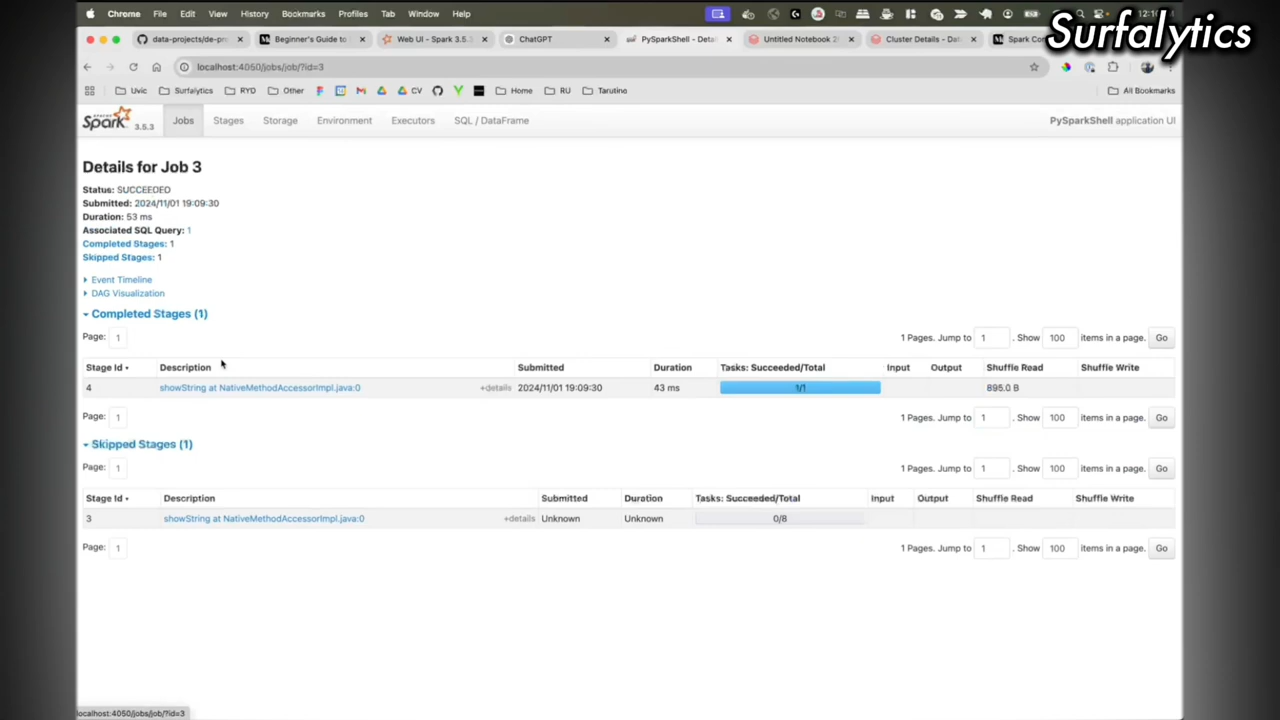 Chrome File Edit View History Bookmarks Profiles Tab Window Help
Surfalytics
data-projects/de-pr Beginner's Guide to Web UI - Spark 3.5.3 ChatGPT PySparkShell - Deta Untitled Notebook 2 Cluster Details - Dat Spark Co
localhost:4050/jobs/job/?id=3
Uvic Surfalytics RYD Other CV Home RU Tarutino All Bookmarks
APACHE Spark 3.5.3 Jobs Stages Storage Environment Executors SQL / DataFrame PySparkShell application UI
Details for Job 3
Status: SUCCEEDED
Submitted: 2024/11/01 19:09:30
Duration: 53 ms
Associated SQL Query: 1
Completed Stages: 1
Skipped Stages: 1
Event Timeline
DAG Visualization
Completed Stages (1)
Page: 1 1 Pages. Jump to 1 . Show 100 items in a page. Go
Stage Id Description Submitted Duration Tasks: Succeeded/Total Input Output Shuffle Read Shuffle Write
4 showString at NativeMethodAccessorImpl.java:0 +details 2024/11/01 19:09:30 43 ms 1/1 895.0 B
Page: 1 1 Pages. Jump to 1 . Show 100 items in a page. Go
Skipped Stages (1)
Page: 1 1 Pages. Jump to 1 . Show 100 items in a page. Go
Stage Id Description Submitted Duration Tasks: Succeeded/Total Input Output Shuffle Read Shuffle Write
3 showString at NativeMethodAccessorImpl.java:0 +details Unknown Unknown 0/8
Page: 1 1 Pages. Jump to 1 . Show 100 items in a page. Go
localhost:4050/jobs/job/?id=3